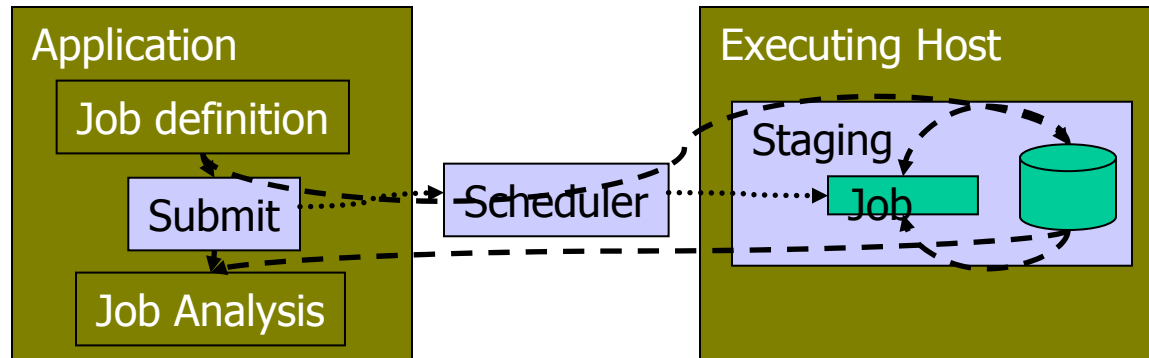 Application
Job definition
Submit
Job Analysis
Scheduler
Executing Host
Staging
Job